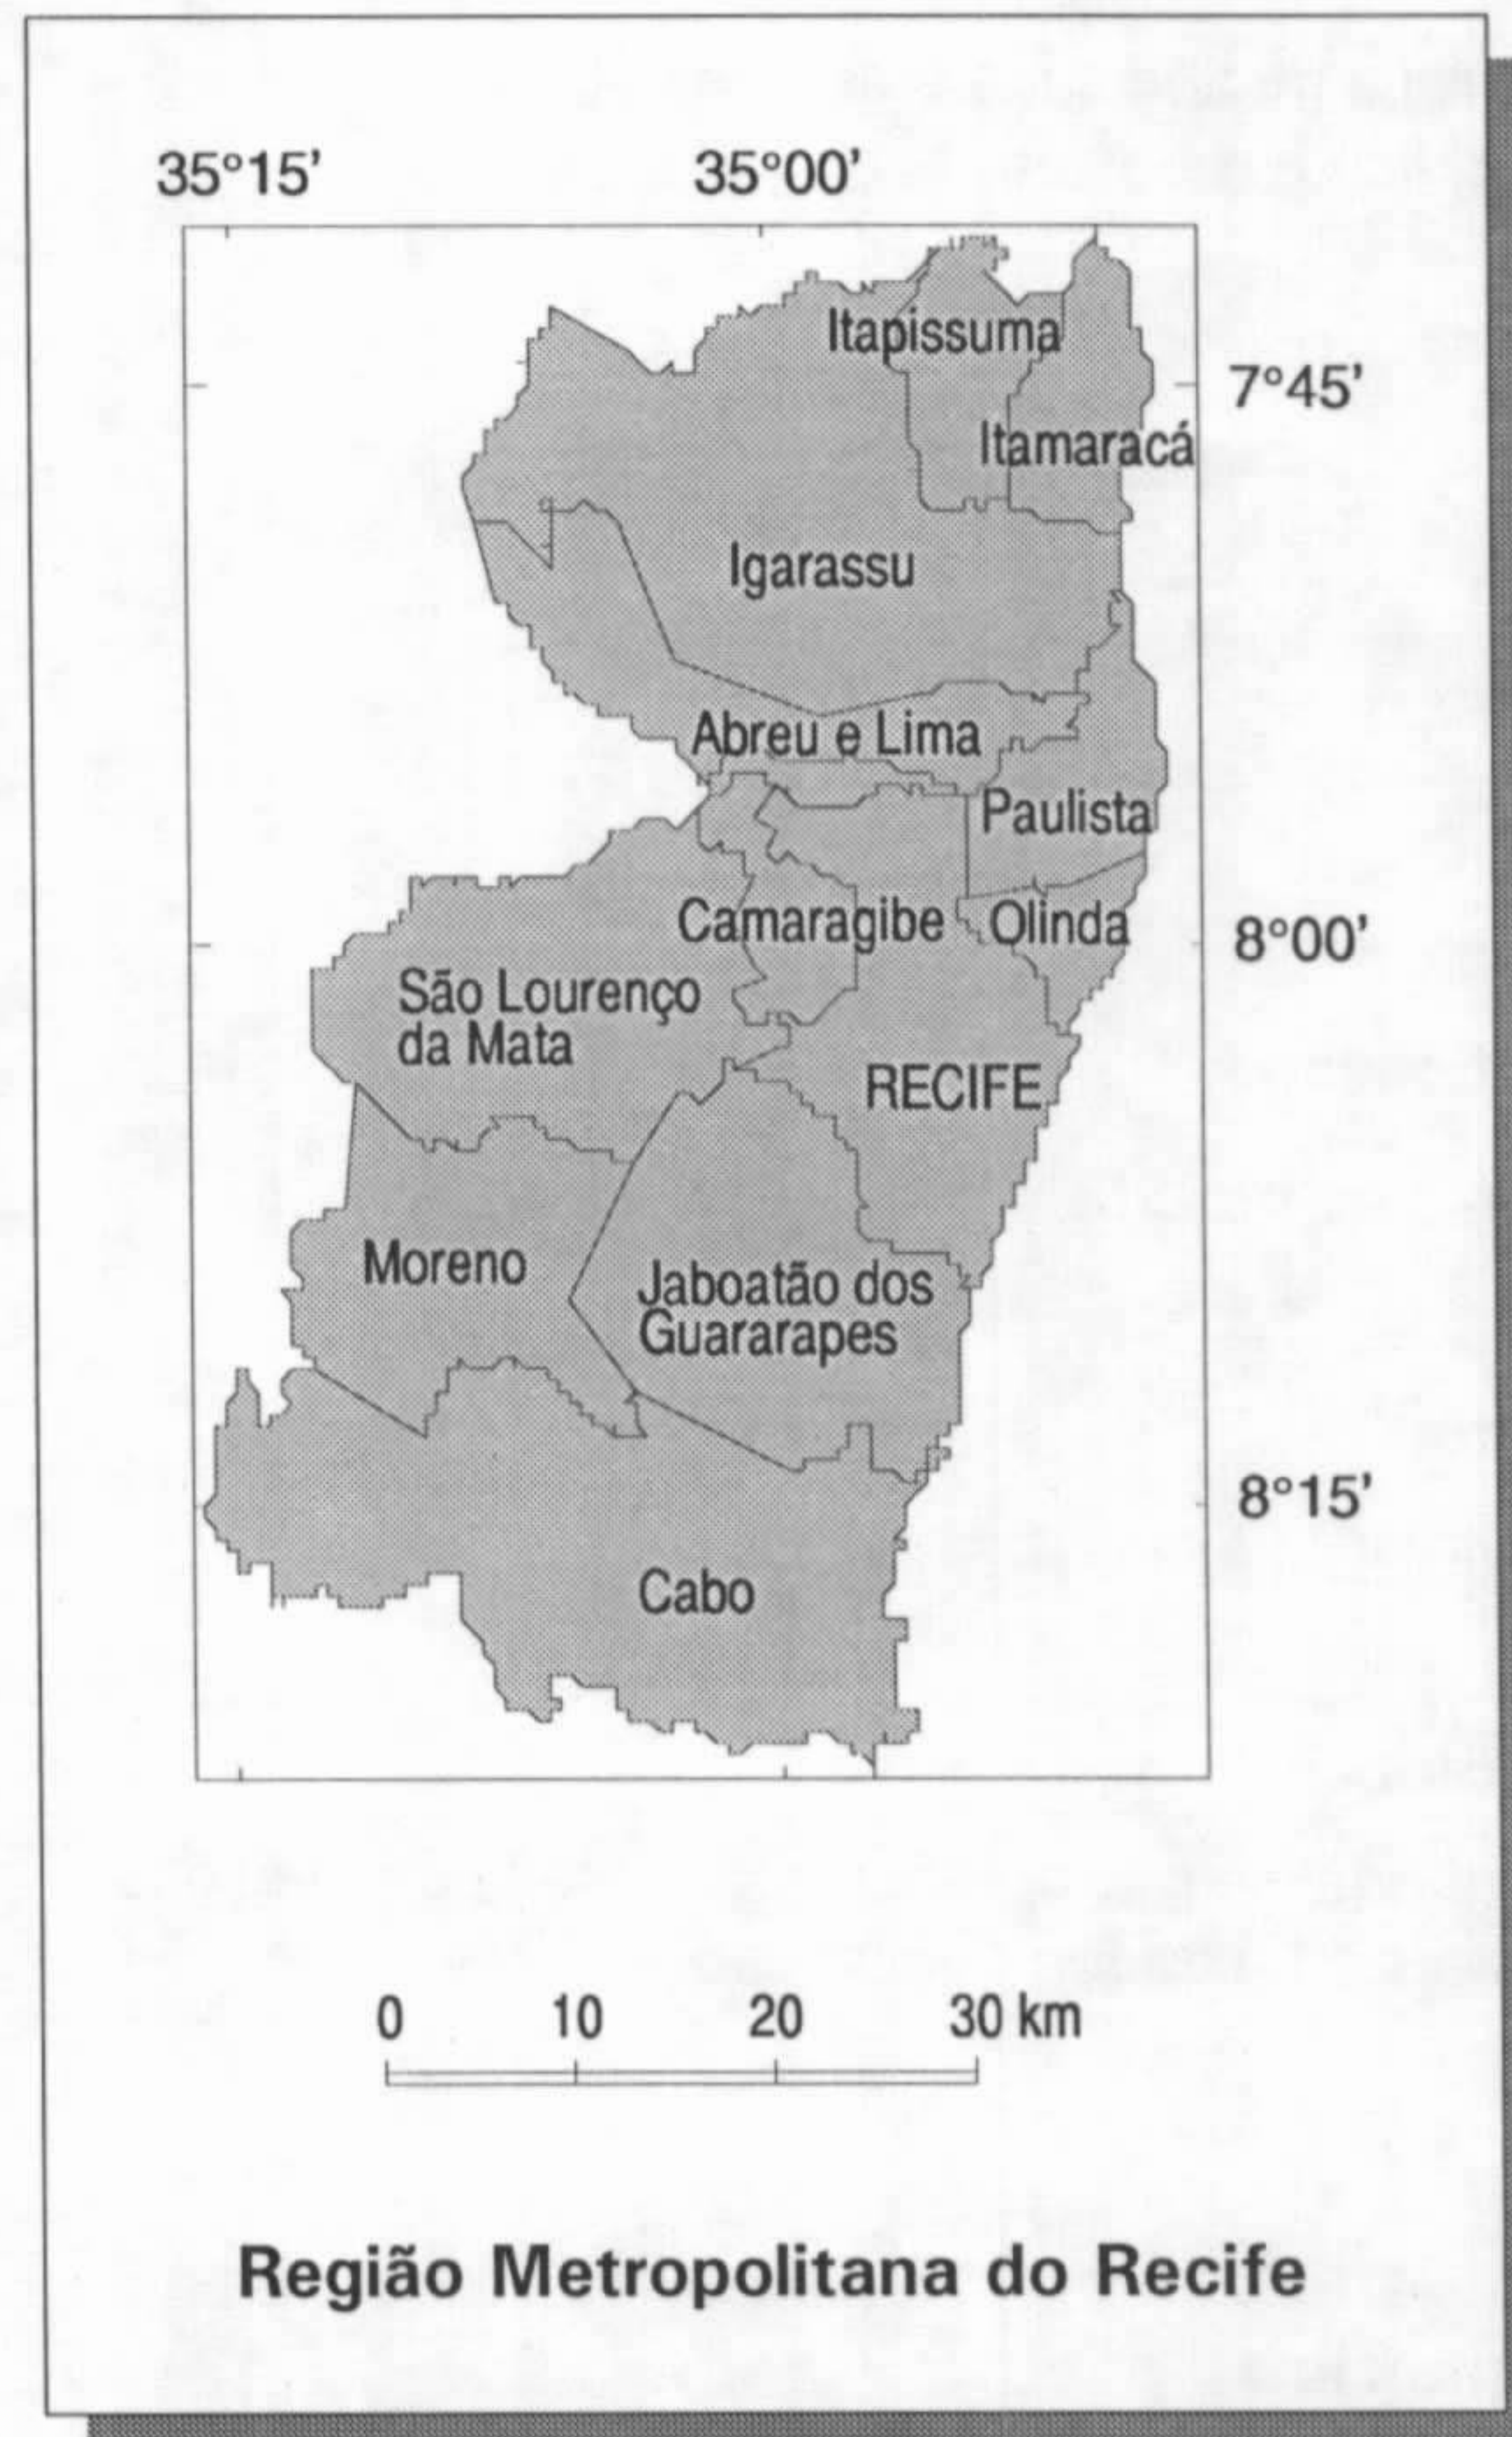 35°15' 35°00'
Itapissuma
7°45'
Itamaracá
Igarassu
Abreu e Lima
Paulista
Camaragibe Olinda 8°00'
São Lourenço
da Mata
RECIFE
Moreno
Jaboatão dos
Guararapes
8°15'
Cabo
0 10 20 30 km
Região Metropolitana do Recife